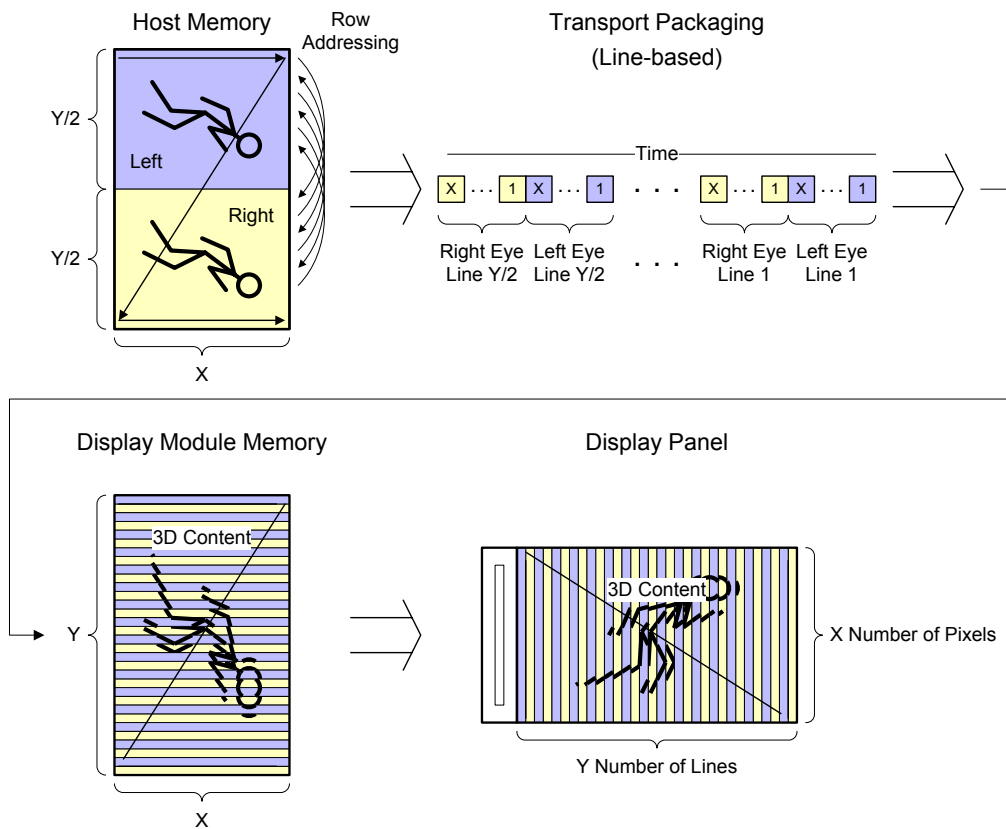 Host Memory
Row
Addressing
Transport Packaging
(Line-based)
Y/2
Left
Right
Y/2
X
Time
X . . . 1 X . . . 1 . . . X . . . 1 X . . . 1
Right Eye
Line Y/2
Left Eye
Line Y/2
. . .
Right Eye
Line 1
Left Eye
Line 1
Display Module Memory
Display Panel
3D Content
Y
X
3D Content
X Number of Pixels
Y Number of Lines